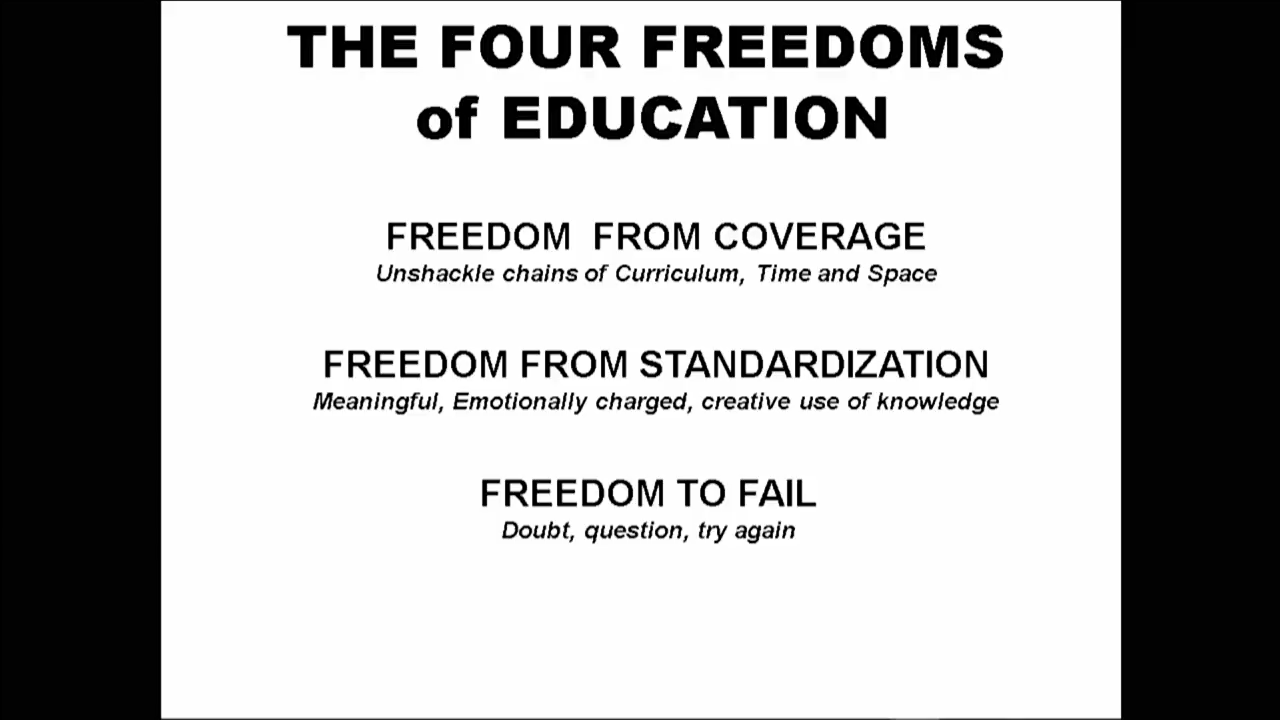 THE FOUR FREEDOMS
of EDUCATION
FREEDOM FROM COVERAGE
Unshackle chains of Curriculum, Time and Space
FREEDOM FROM STANDARDIZATION
Meaningful, Emotionally charged, creative use of knowledge
FREEDOM TO FAIL
Doubt, question, try again